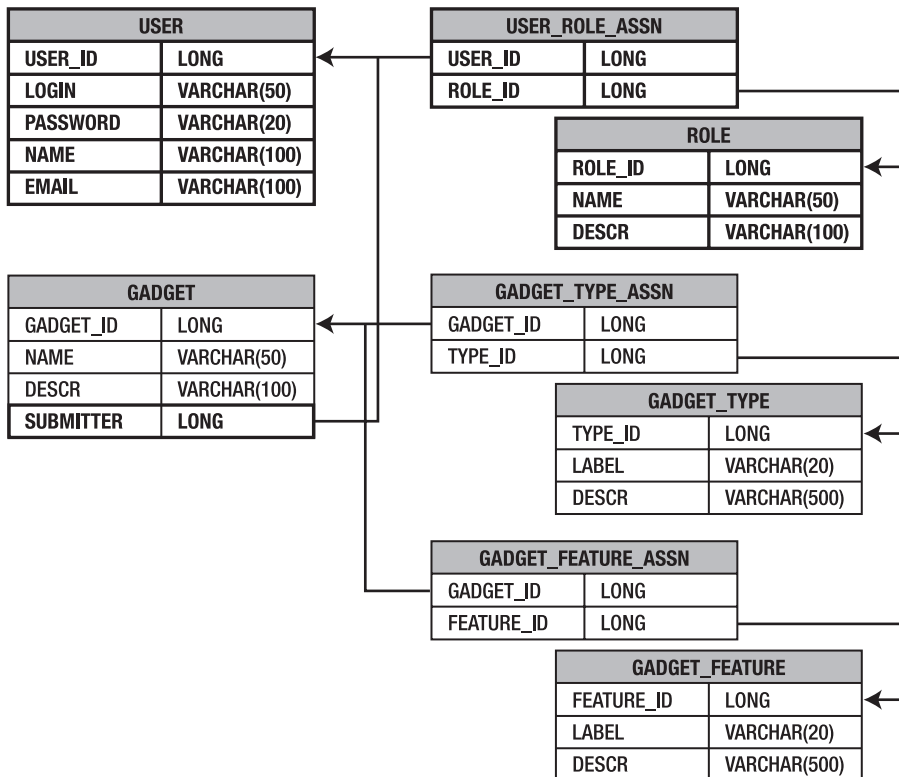 USER
USER_ID LONG
LOGIN VARCHAR(50)
PASSWORD VARCHAR(20)
NAME VARCHAR(100)
EMAIL VARCHAR(100)
USER_ROLE_ASSN
USER_ID LONG
ROLE_ID LONG
ROLE
ROLE_ID LONG
NAME VARCHAR(50)
DESCR VARCHAR(100)
GADGET
GADGET_ID LONG
NAME VARCHAR(50)
DESCR VARCHAR(100)
SUBMITTER LONG
GADGET_TYPE_ASSN
GADGET_ID LONG
TYPE_ID LONG
GADGET_TYPE
TYPE_ID LONG
LABEL VARCHAR(20)
DESCR VARCHAR(500)
GADGET_FEATURE_ASSN
GADGET_ID LONG
FEATURE_ID LONG
GADGET_FEATURE
FEATURE_ID LONG
LABEL VARCHAR(20)
DESCR VARCHAR(500)